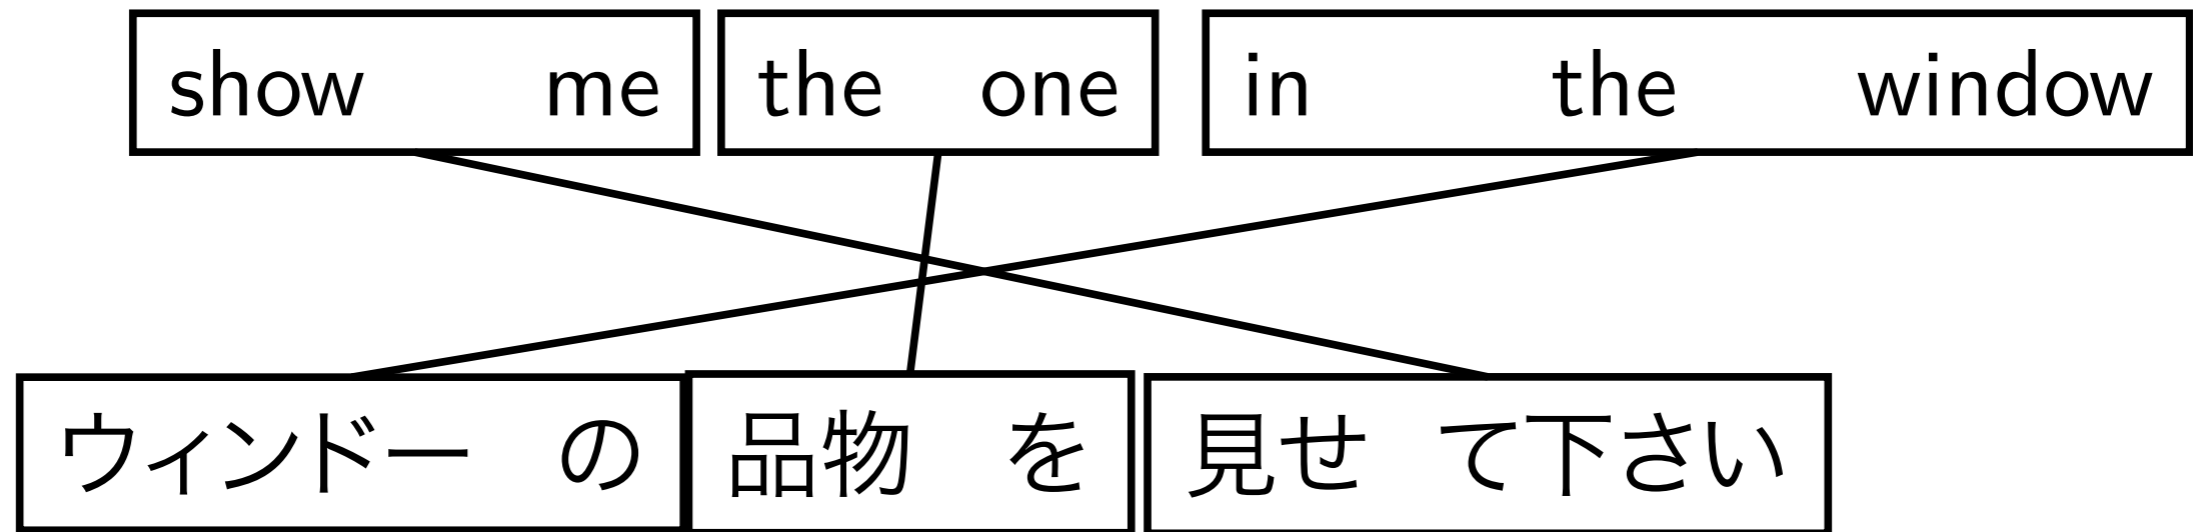 show me the one in the window
ウィンドー の 品物 を 見せ て下さい